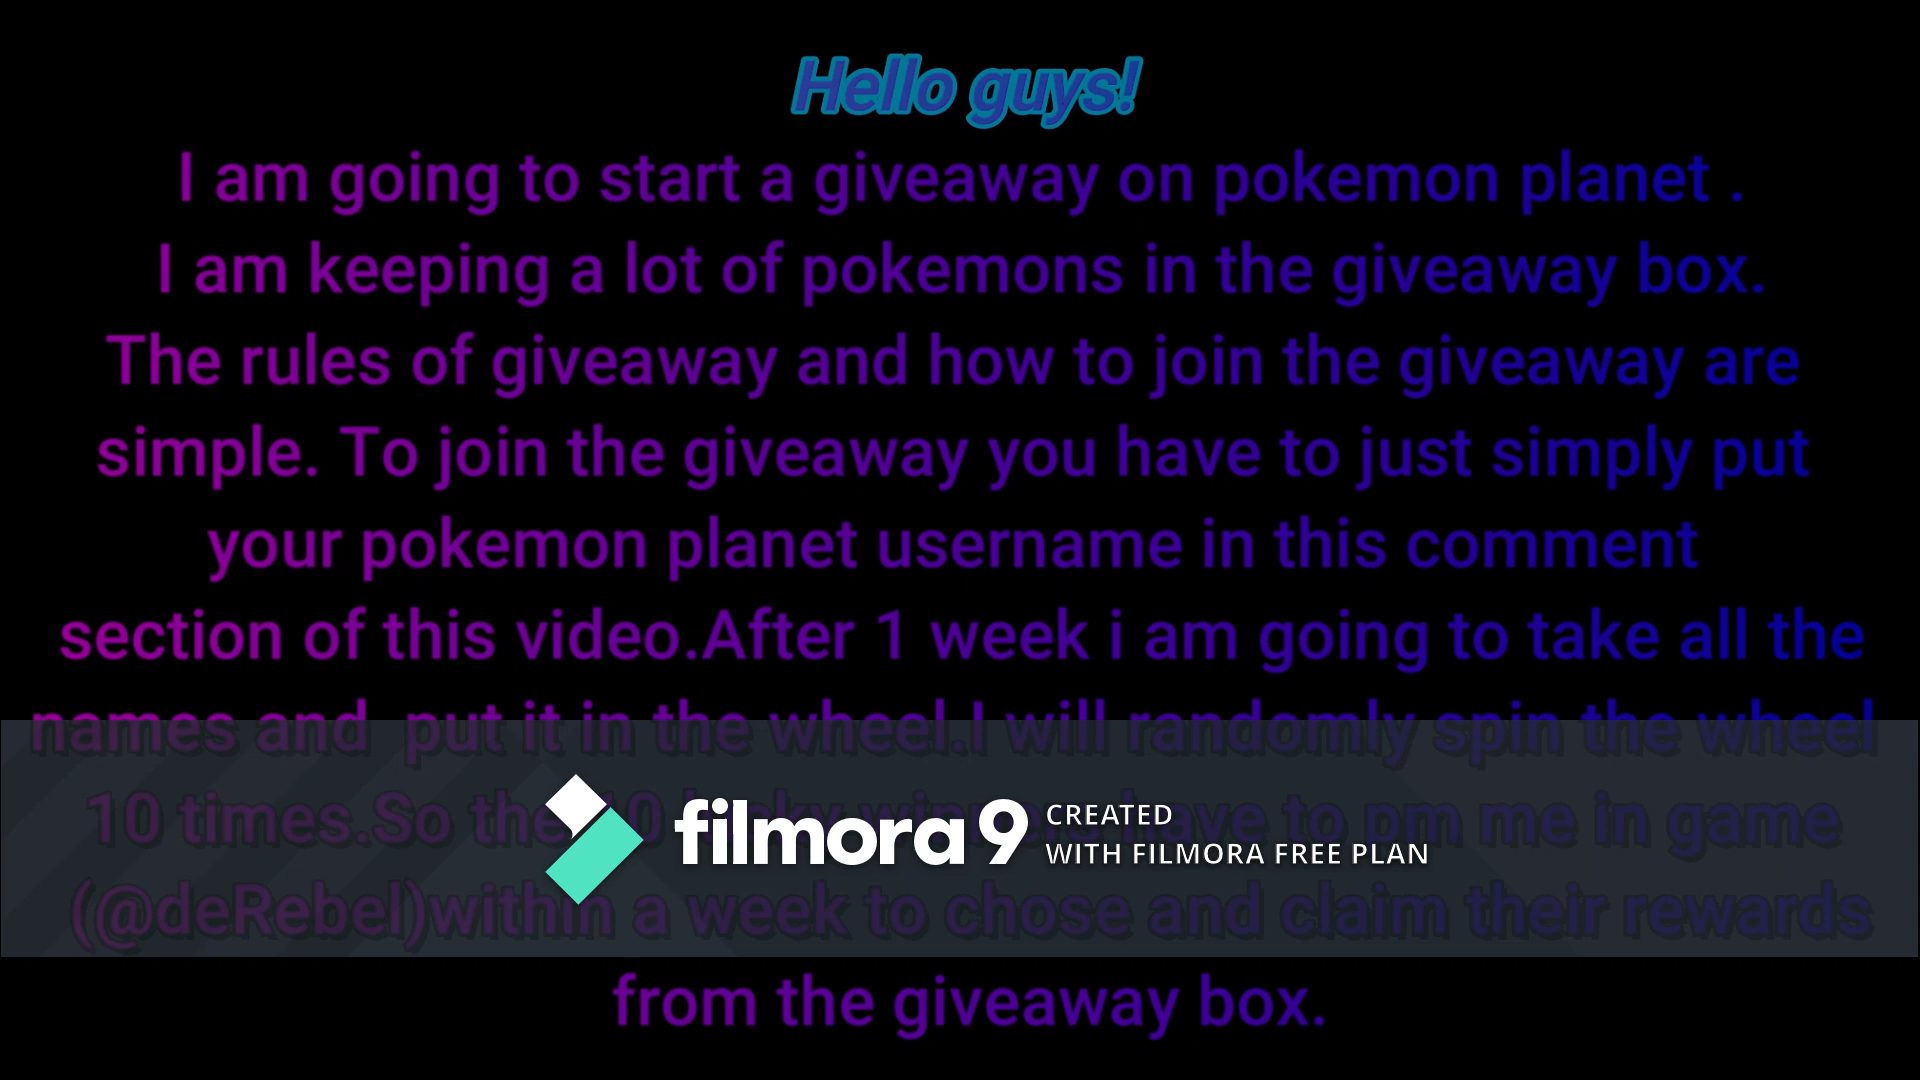 Hello guys!
I am going to start a giveaway on pokemon planet .
I am keeping a lot of pokemons in the giveaway box.
The rules of giveaway and how to join the giveaway are
simple. To join the giveaway you have to just simply put
your pokemon planet username in this comment
section of this video.After 1 week i am going to take all the
names and put it in the wheel.I will randomly spin the wheel
10 times.So the 10 to pm me in game
filmora9 CREATED
WITH FILMORA FREE PLAN
(@deRebel)within a week to chose and claim their rewards
from the giveaway box.